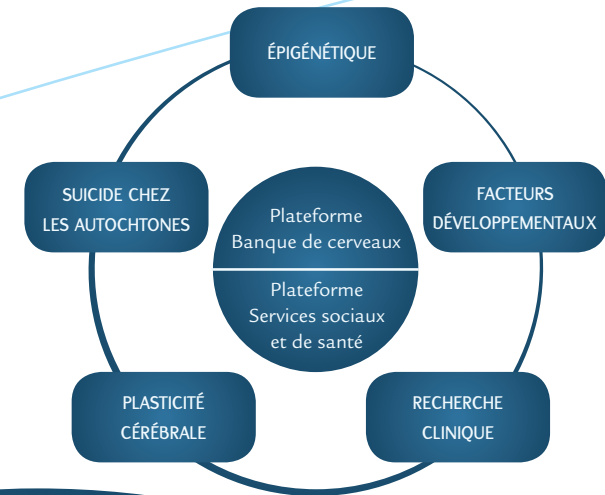 ÉPIGÉNÉTIQUE
SUICIDE CHEZ
LES AUTOCHTONES
FACTEURS
DÉVELOPPEMENTAUX
Plateforme
Banque de cerveaux
Plateforme
Services sociaux
et de santé
PLASTICITÉ
CÉRÉBRALE
RECHERCHE
CLINIQUE